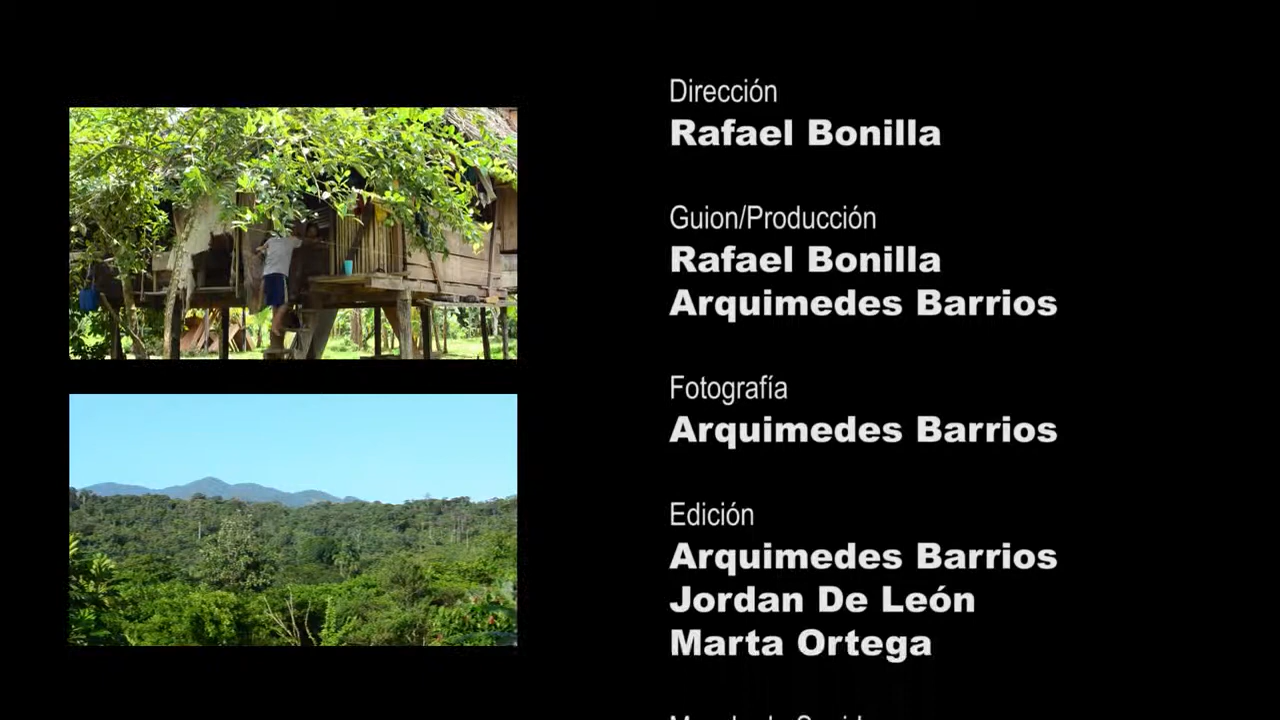 Dirección
Rafael Bonilla
Guion/Producción
Rafael Bonilla
Arquimedes Barrios
Fotografía
Arquimedes Barrios
Edición
Arquimedes Barrios
Jordan De León
Marta Ortega